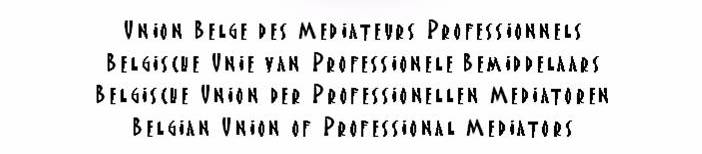 Union Belge des Mediateurs Professionnels
Belgische Unie van Professionele Bemiddelaars
Belgische Union der Professionellen Mediatoren
Belgian Union of Professional Mediators